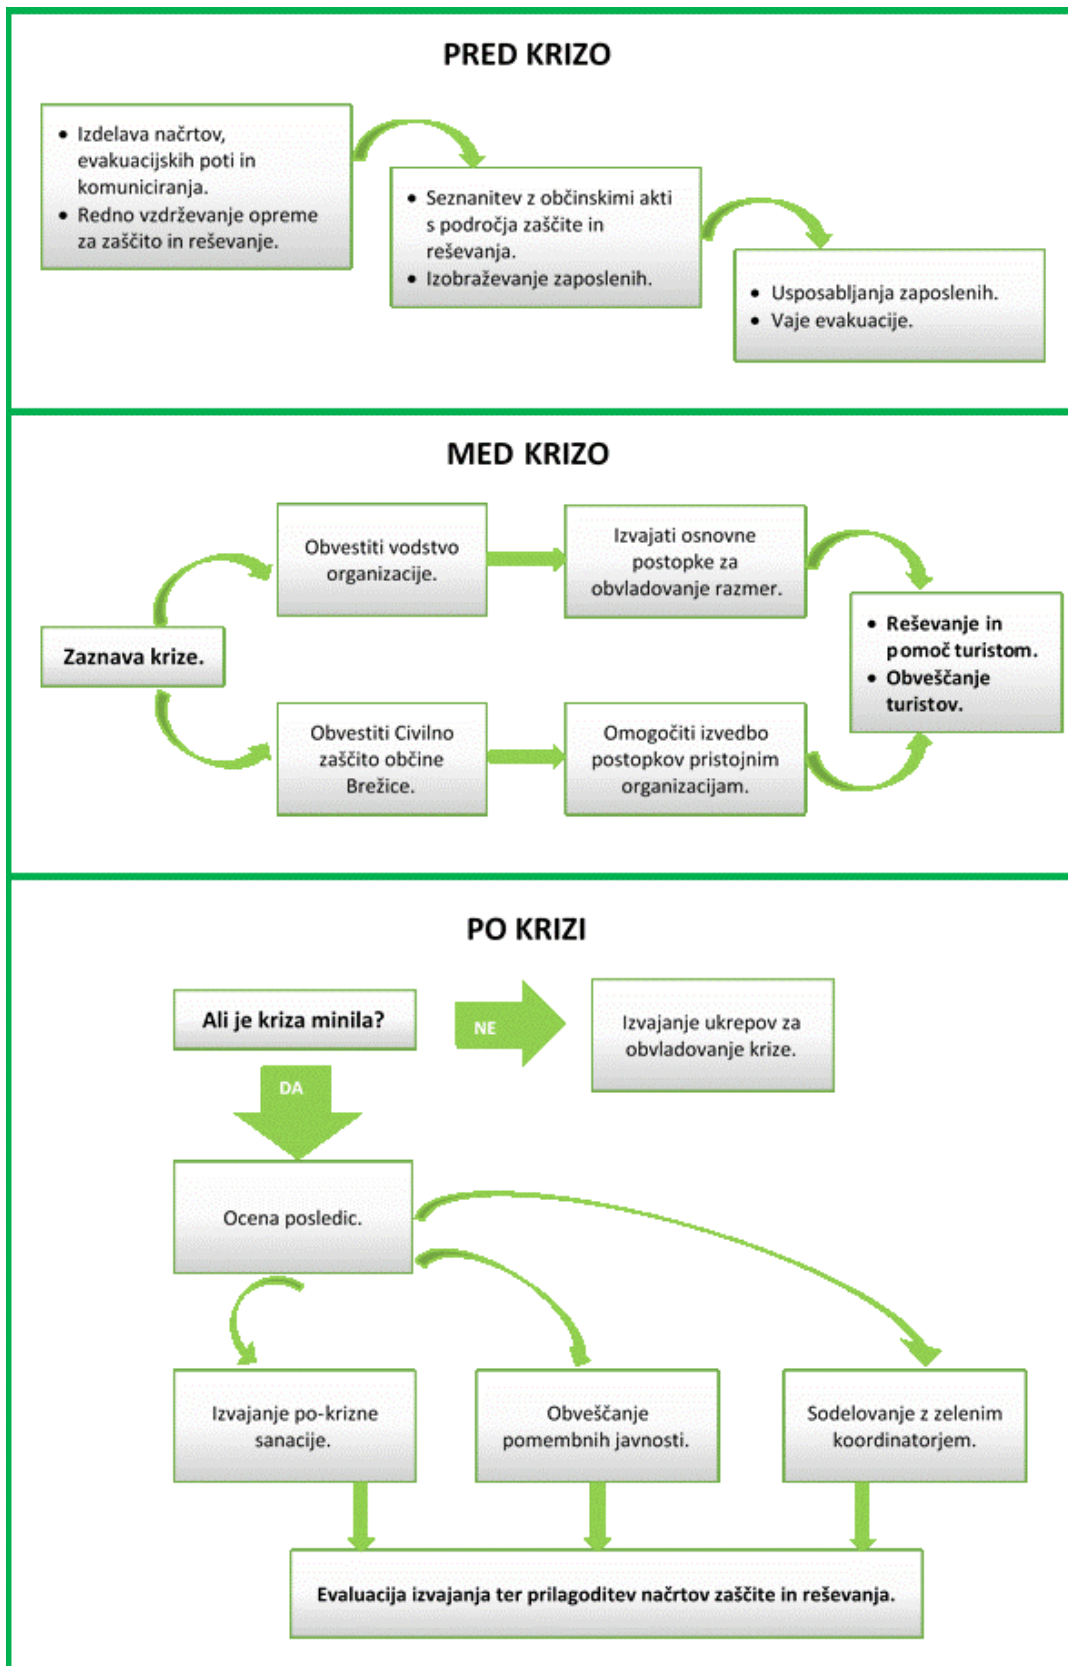 PRED KRIZO
• Izdelava načrtov,
evakuacijskih poti in
komuniciranja.
• Redno vzdrževanje opreme
za zaščito in reševanje.
• Seznanitev z občinskimi akti
s področja zaščite in
reševanja.
• Izobraževanje zaposlenih.
• Usposabljanja zaposlenih.
• Vaje evakuacije.
MED KRIZO
Zaznava krize.
Obvestiti vodstvo
organizacije.
Izvajati osnovne
postopke za
obvladovanje razmer.
Obvestiti Civilno
zaščito občine
Brežice.
Omogočiti izvedbo
postopkov pristojnim
organizacijam.
• Reševanje in
pomoč turistom.
• Obveščanje
turistov.
PO KRIZI
Ali je kriza minila?
NE
Izvajanje ukrepov za
obvladovanje krize.
DA
Ocena posledic.
Izvajanje po-krizne
sanacije.
Obveščanje
pomembnih javnosti.
Sodelovanje z zelenim
koordinatorjem.
Evaluacija izvajanja ter prilagoditev načrtov zaščite in reševanja.